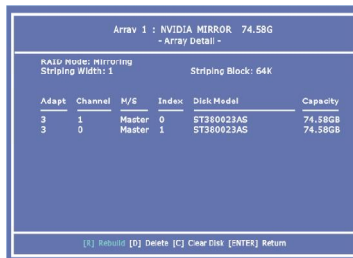 Array 1 : NVIDIA MIRROR 74.58G
- Array Detail -
RAID Mode: Mirroring
Striping Width: 1 Striping Block: 64K
Adapt Channel M/S Index Disk Model Capacity
3 1 Master 0 ST380023AS 74.58GB
3 0 Master 1 ST380023AS 74.58GB
[R] Rebuild [D] Delete [C] Clear Disk [ENTER] Return